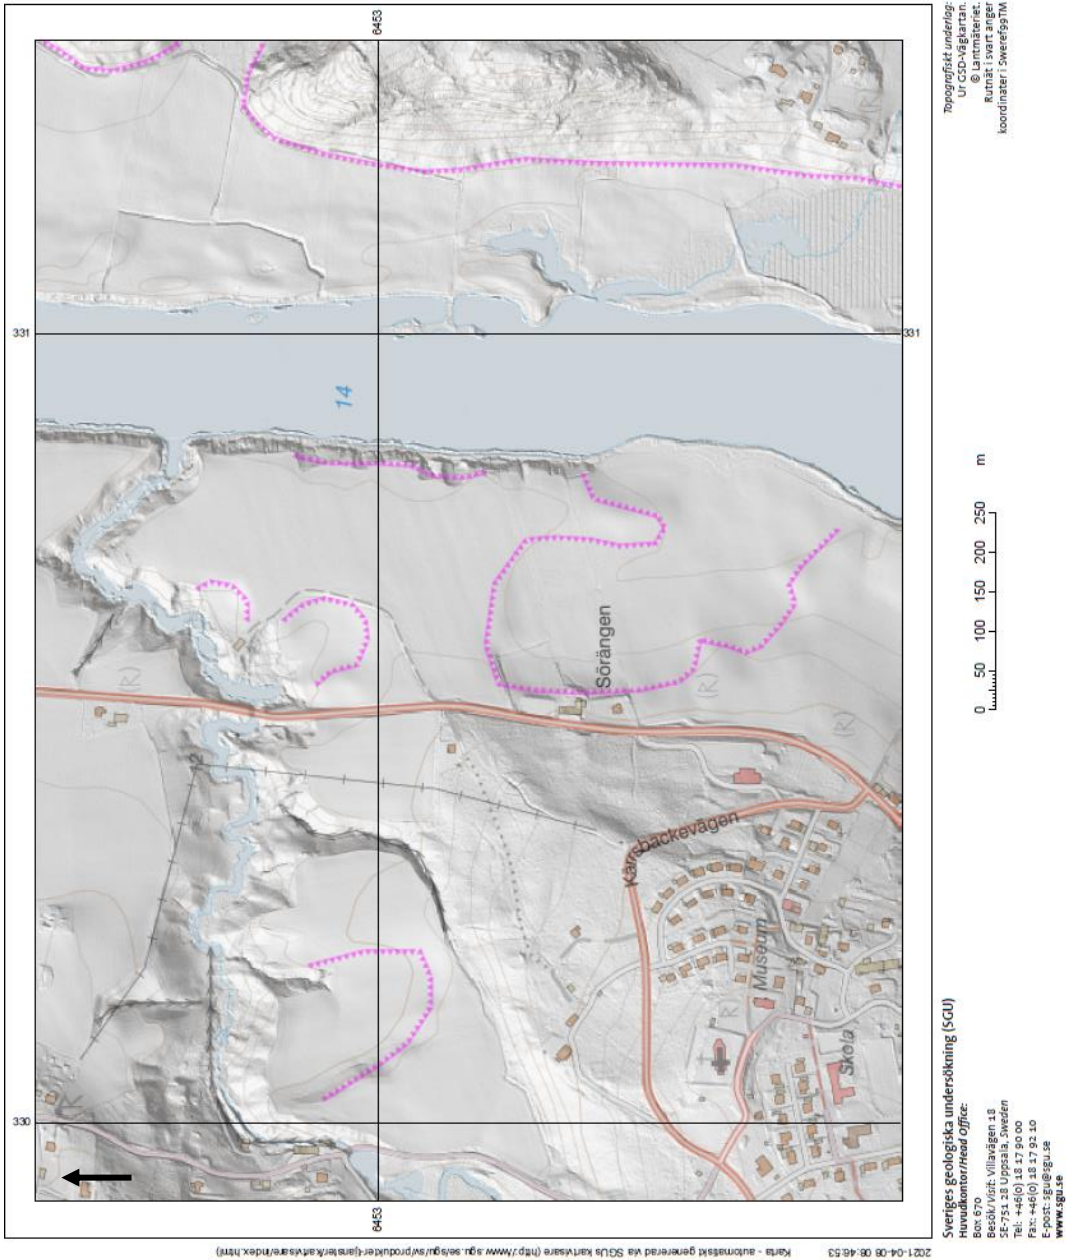 6453
Topografiskt underlag:
Ur GSD-Vägkartan.
© Lantmäteriet.
Rutnät i svart anger
koordinater i Sweref99TM
331
331
14
(R)
(R)
(R)
(R)
Sörängen
Kärrsbackevägen
Museum
Skola
330
6453
0 50 100 150 200 250 m
Sveriges geologiska undersökning (SGU)
Huvudkontor/Head Office:
Box 670
Besök/Visit: Villavägen 18
SE-751 28 Uppsala, Sweden
Tel: +46(0) 18 17 90 00
Fax: +46(0) 18 17 92 10
E-post: sgu@sgu.se
www.sgu.se
Karta - automatiskt genererad via SGUs kartvisare (http://www.sgu.se/sgu/sv/produkter-tjanster/kartvisare/index.html)
2021-04-08 08:46:53